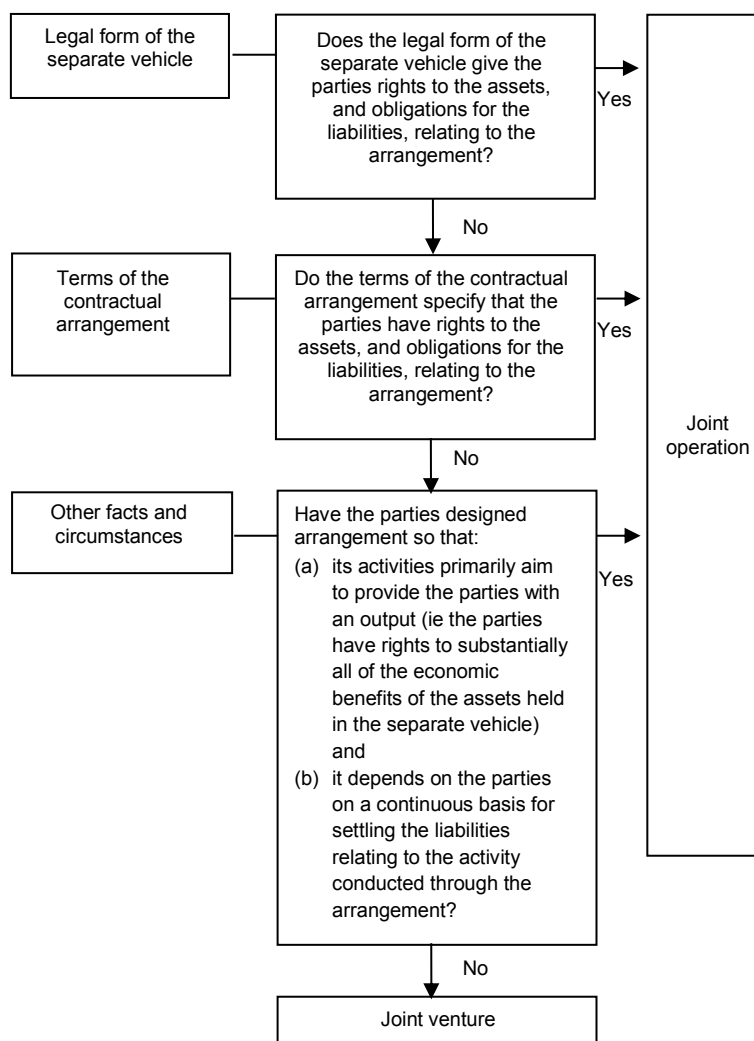 Legal form of the
separate vehicle
Does the legal form of the
separate vehicle give the
parties rights to the assets,
and obligations for the
liabilities, relating to the
arrangement?
Yes
No
Terms of the
contractual
arrangement
Do the terms of the contractual
arrangement specify that the
parties have rights to the
assets, and obligations for the
liabilities, relating to the
arrangement?
Yes
Joint
operation
No
Other facts and
circumstances
Have the parties designed
arrangement so that:
(a) its activities primarily aim
to provide the parties with
an output (ie the parties
have rights to substantially
all of the economic
benefits of the assets held
in the separate vehicle)
and
(b) it depends on the parties
on a continuous basis for
settling the liabilities
relating to the activity
conducted through the
arrangement?
Yes
No
Joint venture